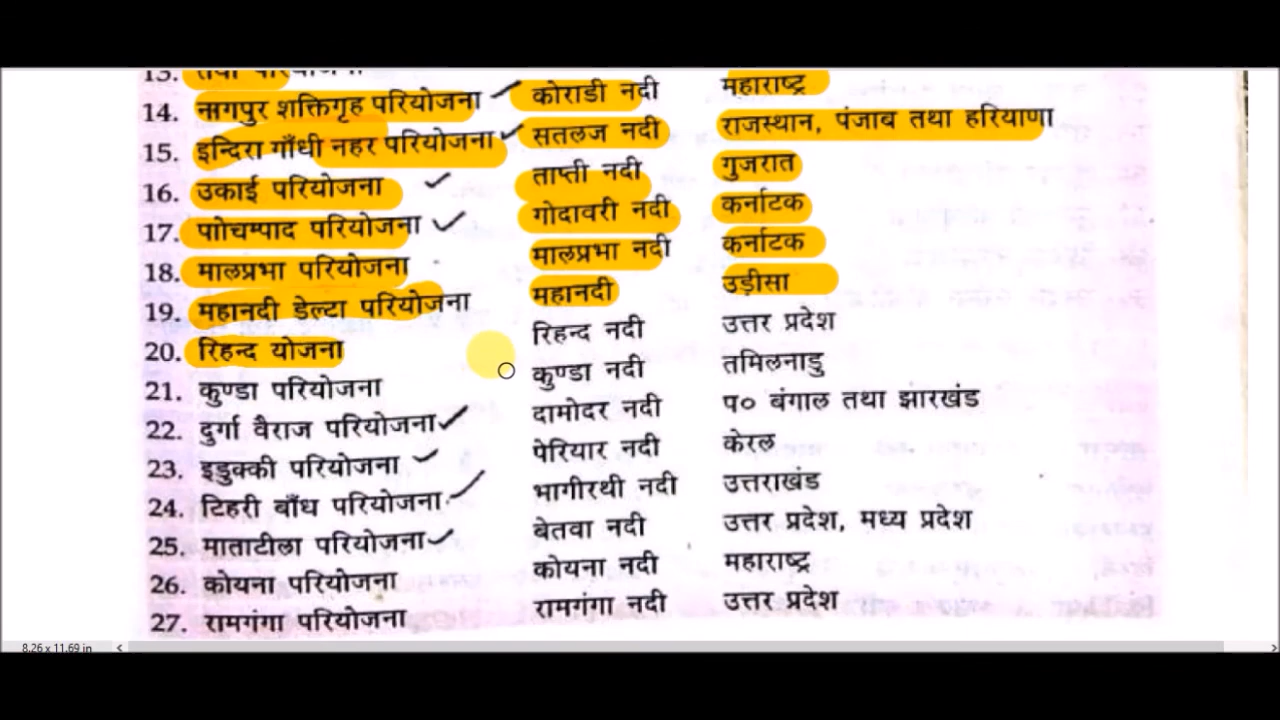 13. तथा परियोजना
14. नागपुर शक्तिगृह परियोजना कोराडी नदी महाराष्ट्र
15. इन्दिरा गाँधी नहर परियोजना सतलज नदी राजस्थान, पंजाब तथा हरियाणा
16. उकाई परियोजना ताप्ती नदी गुजरात
17. पाोचम्पाद परियोजना गोदावरी नदी कर्नाटक
18. मालप्रभा परियोजना मालप्रभा नदी कर्नाटक
19. महानदी डेल्टा परियोजना महानदी उड़ीसा
20. रिहन्द योजना रिहन्द नदी उत्तर प्रदेश
21. कुण्डा परियोजना कुण्डा नदी तमिलनाडु
22. दुर्गा वैराज परियोजना दामोदर नदी प० बंगाल तथा झारखंड
23. इडुक्की परियोजना पेरियार नदी केरल
24. टिहरी बाँध परियोजना भागीरथी नदी उत्तराखंड
25. माताटीला परियोजना बेतवा नदी उत्तर प्रदेश, मध्य प्रदेश
26. कोयना परियोजना कोयना नदी महाराष्ट्र
27. रामगंगा परियोजना रामगंगा नदी उत्तर प्रदेश
8.26 x 11.69 in